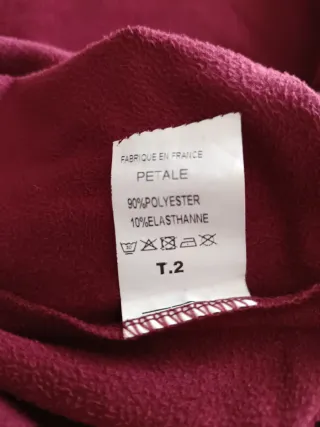 FABRIQUE EN FRANCE
PETALE
90%POLYESTER
10%ELASTHANNE
T.2